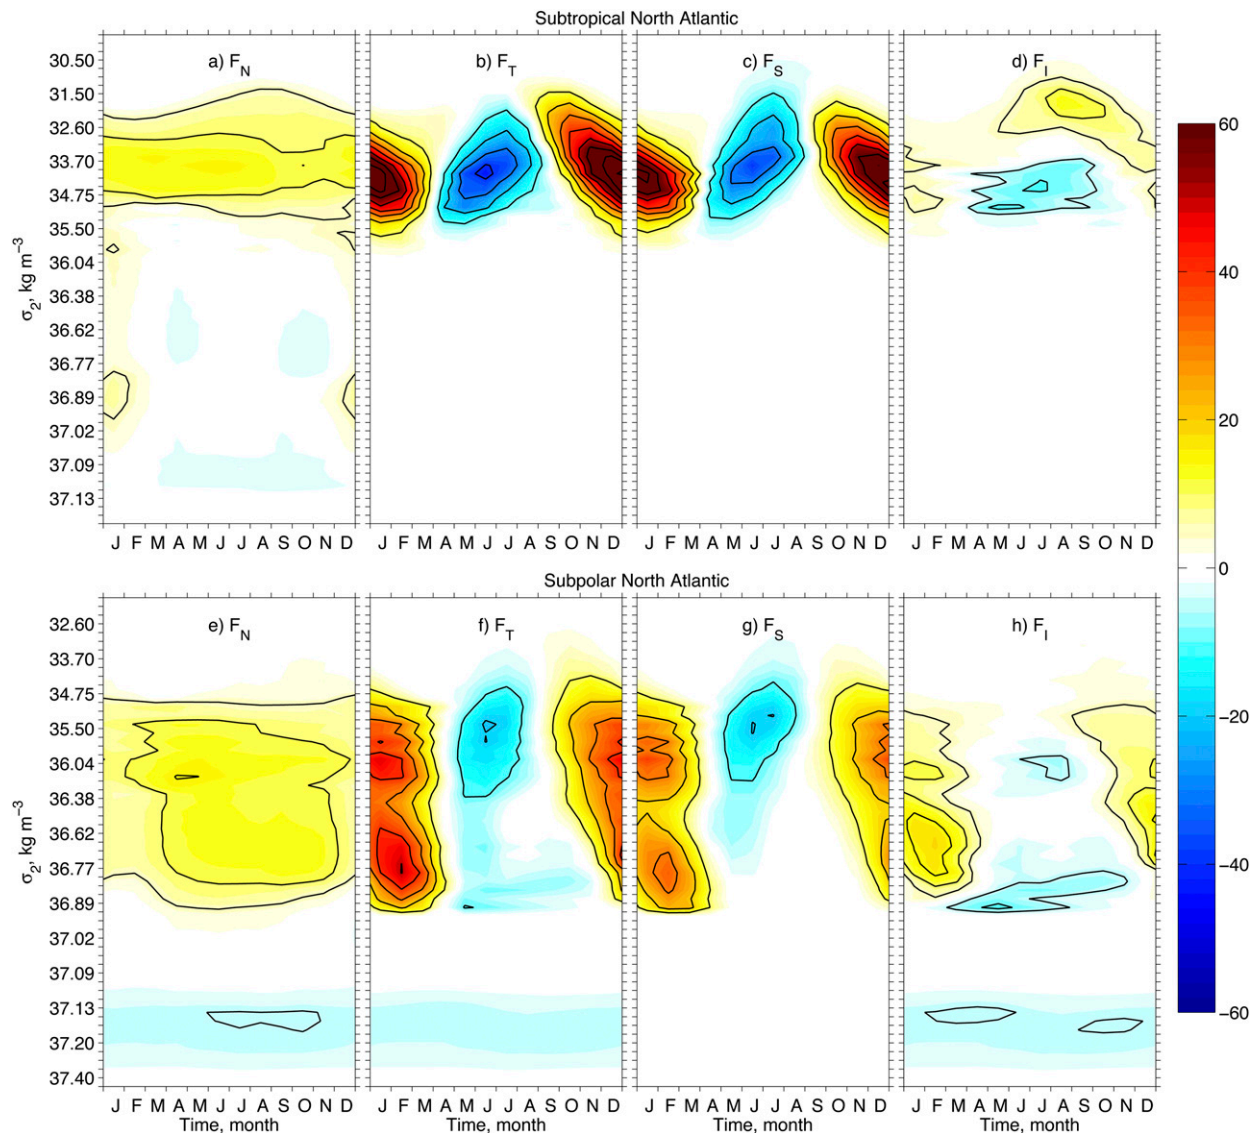 Subtropical North Atlantic
a) F_N
b) F_T
c) F_S
d) F_I
σ_2, kg m^−3
30.50
31.50
32.60
33.70
34.75
35.50
36.04
36.38
36.62
36.77
36.89
37.02
37.09
37.13
J F M A M J J A S O N D
J F M A M J J A S O N D
J F M A M J J A S O N D
J F M A M J J A S O N D
60
40
20
0
−20
−40
−60
Subpolar North Atlantic
e) F_N
f) F_T
g) F_S
h) F_I
σ_2, kg m^−3
32.60
33.70
34.75
35.50
36.04
36.38
36.62
36.77
36.89
37.02
37.09
37.13
37.20
37.40
J F M A M J J A S O N D
J F M A M J J A S O N D
J F M A M J J A S O N D
J F M A M J J A S O N D
Time, month
Time, month
Time, month
Time, month